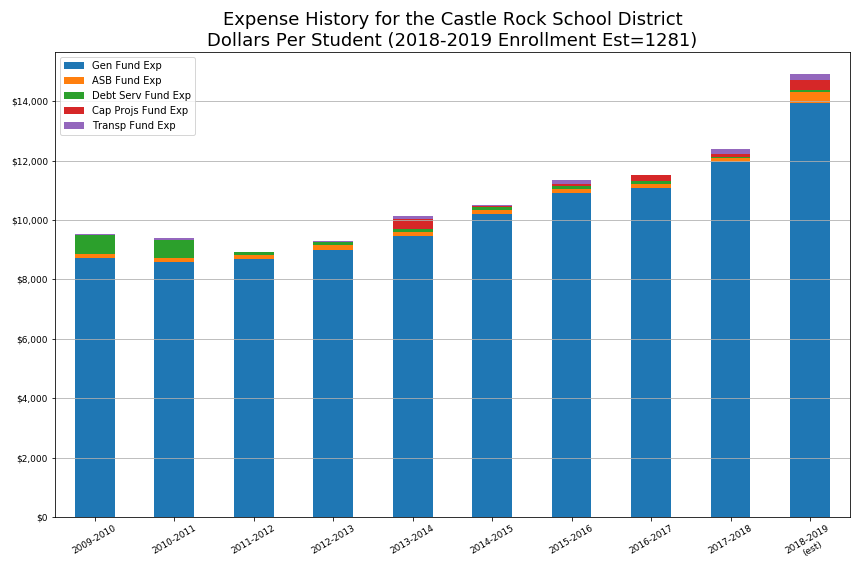 Expense History for the Castle Rock School District
Dollars Per Student (2018-2019 Enrollment Est=1281)
Gen Fund Exp
ASB Fund Exp
Debt Serv Fund Exp
Cap Projs Fund Exp
Transp Fund Exp
$14,000
$12,000
$10,000
$8,000
$6,000
$4,000
$2,000
$0
2009-2010
2010-2011
2011-2012
2012-2013
2013-2014
2014-2015
2015-2016
2016-2017
2017-2018
2018-2019
(est)